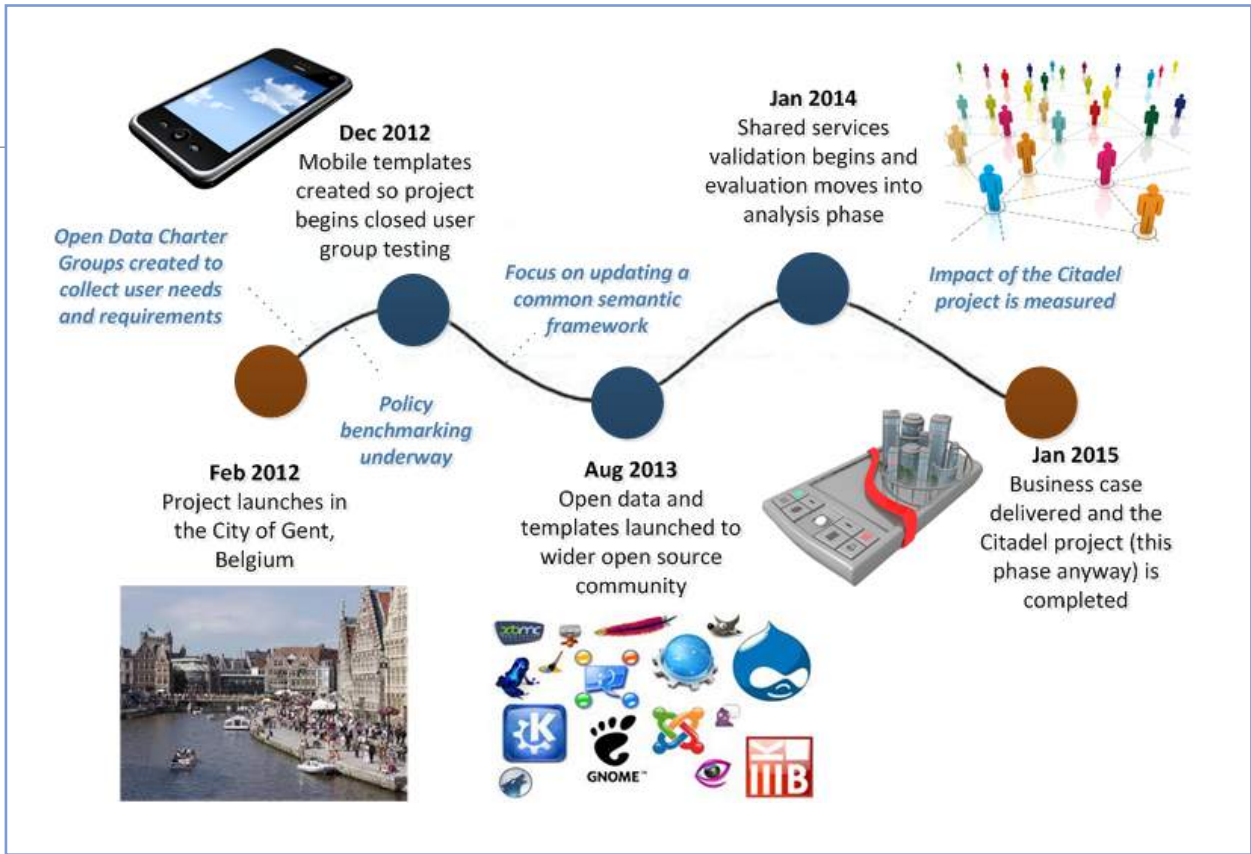 Dec 2012
Mobile templates
created so project
begins closed user
group testing
Jan 2014
Shared services
validation begins and
evaluation moves into
analysis phase
Open Data Charter
Groups created to
collect user needs
and requirements
Focus on updating a
common semantic
framework
Impact of the Citadel
project is measured
Policy
benchmarking
underway
Feb 2012
Project launches in
the City of Gent,
Belgium
Aug 2013
Open data and
templates launched to
wider open source
community
Jan 2015
Business case
delivered and the
Citadel project (this
phase anyway) is
completed
xbmc
K
GNOME™
K
IIIB